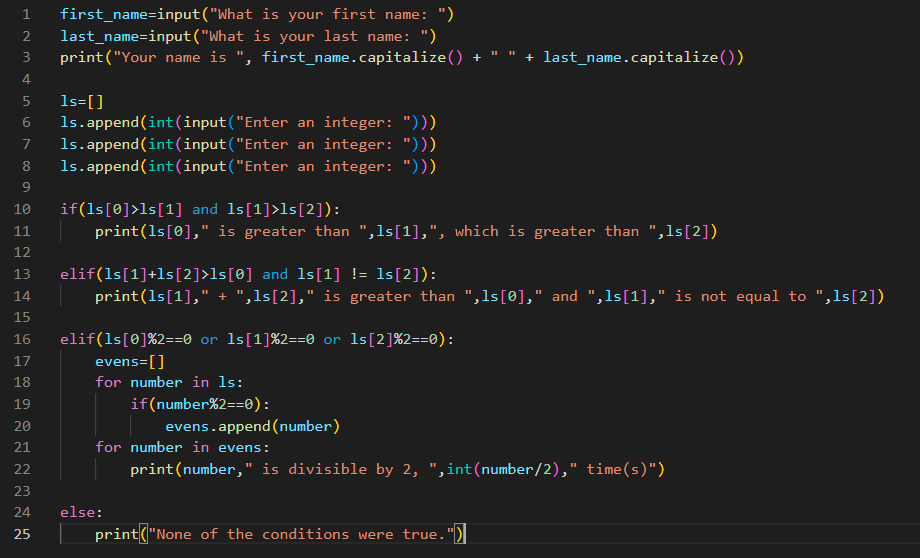 1 first_name=input("What is your first name: ")
2 last_name=input("What is your last name: ")
3 print("Your name is ", first_name.capitalize() + " " + last_name.capitalize())
4
5 ls=[]
6 ls.append(int(input("Enter an integer: ")))
7 ls.append(int(input("Enter an integer: ")))
8 ls.append(int(input("Enter an integer: ")))
9
10 if(ls[0]>ls[1] and ls[1]>ls[2]):
11     print(ls[0]," is greater than ",ls[1],", which is greater than ",ls[2])
12
13 elif(ls[1]+ls[2]>ls[0] and ls[1] != ls[2]):
14     print(ls[1]," + ",ls[2]," is greater than ",ls[0]," and ",ls[1]," is not equal to ",ls[2])
15
16 elif(ls[0]%2==0 or ls[1]%2==0 or ls[2]%2==0):
17     evens=[]
18     for number in ls:
19         if(number%2==0):
20             evens.append(number)
21     for number in evens:
22         print(number," is divisible by 2, ",int(number/2)," time(s)")
23
24 else:
25     print("None of the conditions were true.")